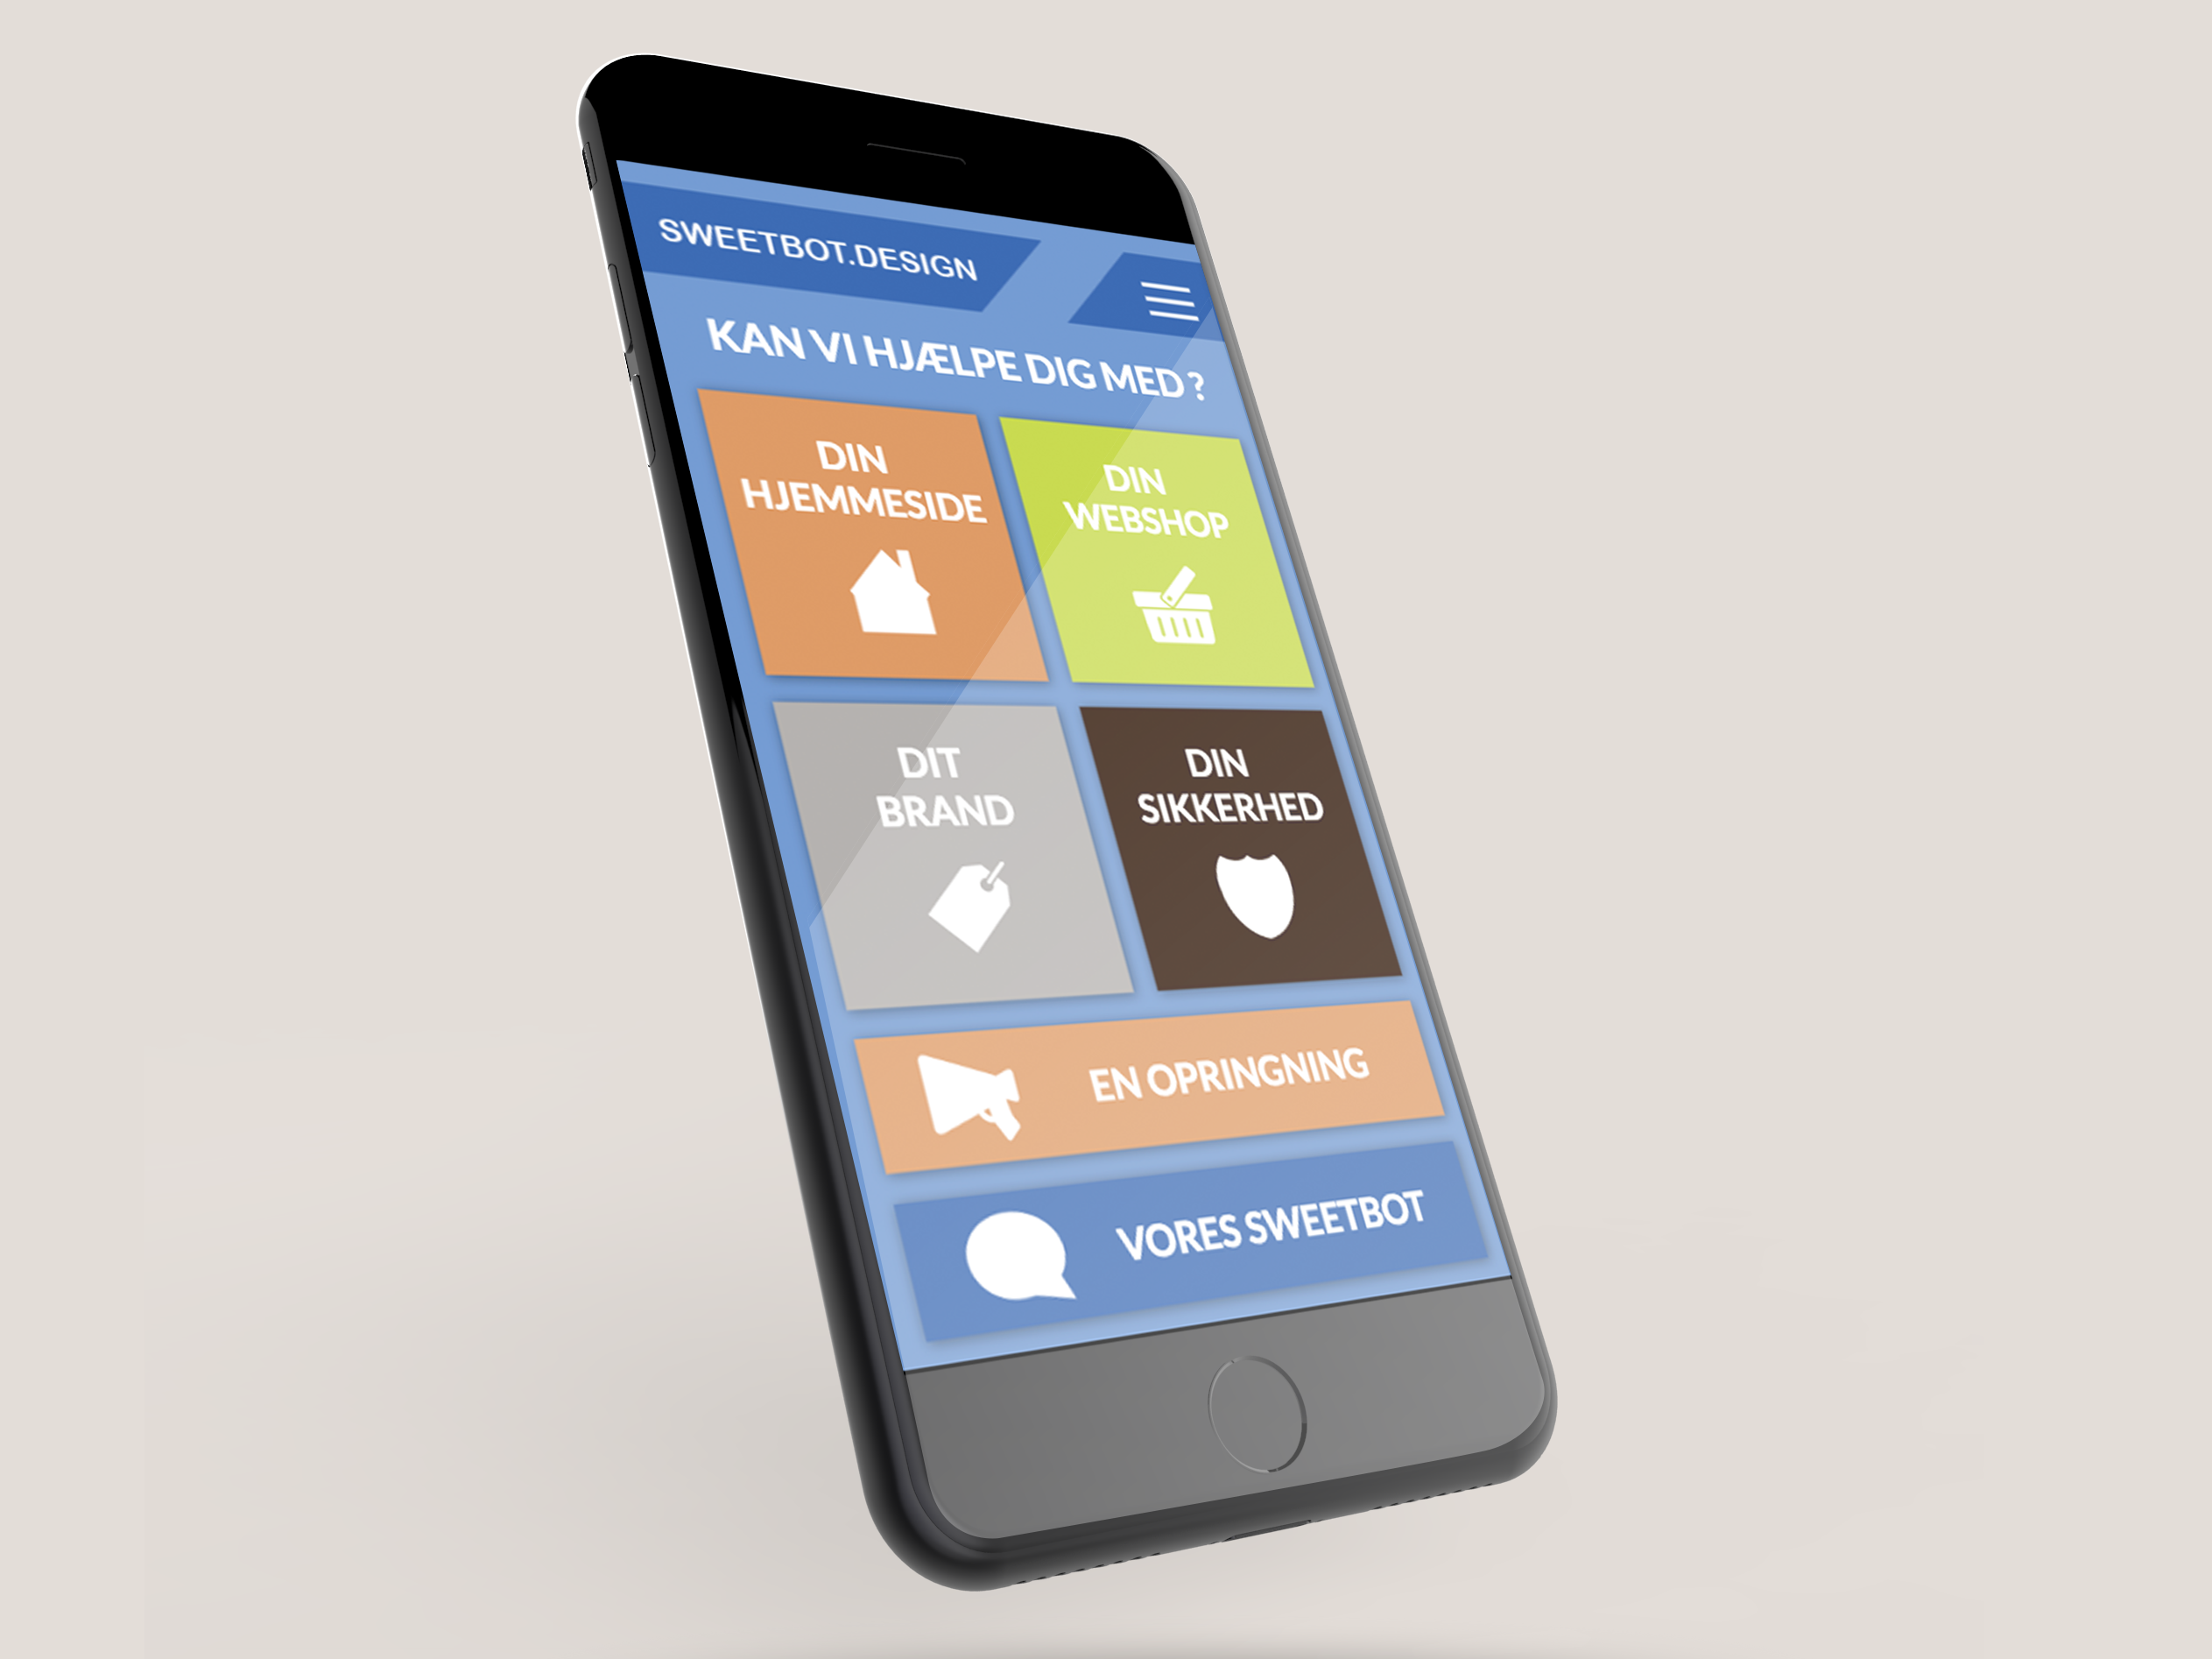 SWEETBOT.DESIGN
KAN VI HJÆLPE DIG MED?
DIN
HJEMMESIDE
DIN
WEBSHOP
DIT
BRAND
DIN
SIKKERHED
EN OPRINGNING
VORES SWEETBOT